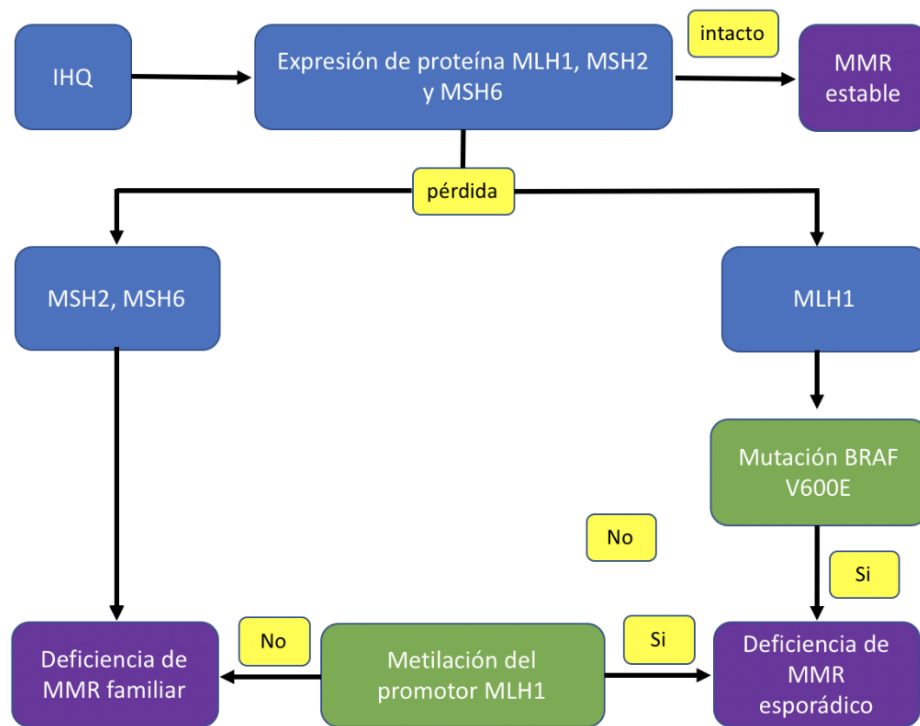 intacto
IHQ
Expresión de proteína MLH1, MSH2
y MSH6
MMR
estable
pérdida
MSH2, MSH6
MLH1
Mutación BRAF
V600E
No
Si
Deficiencia de
MMR familiar
No
Metilación del
promotor MLH1
Si
Deficiencia de
MMR
esporádico